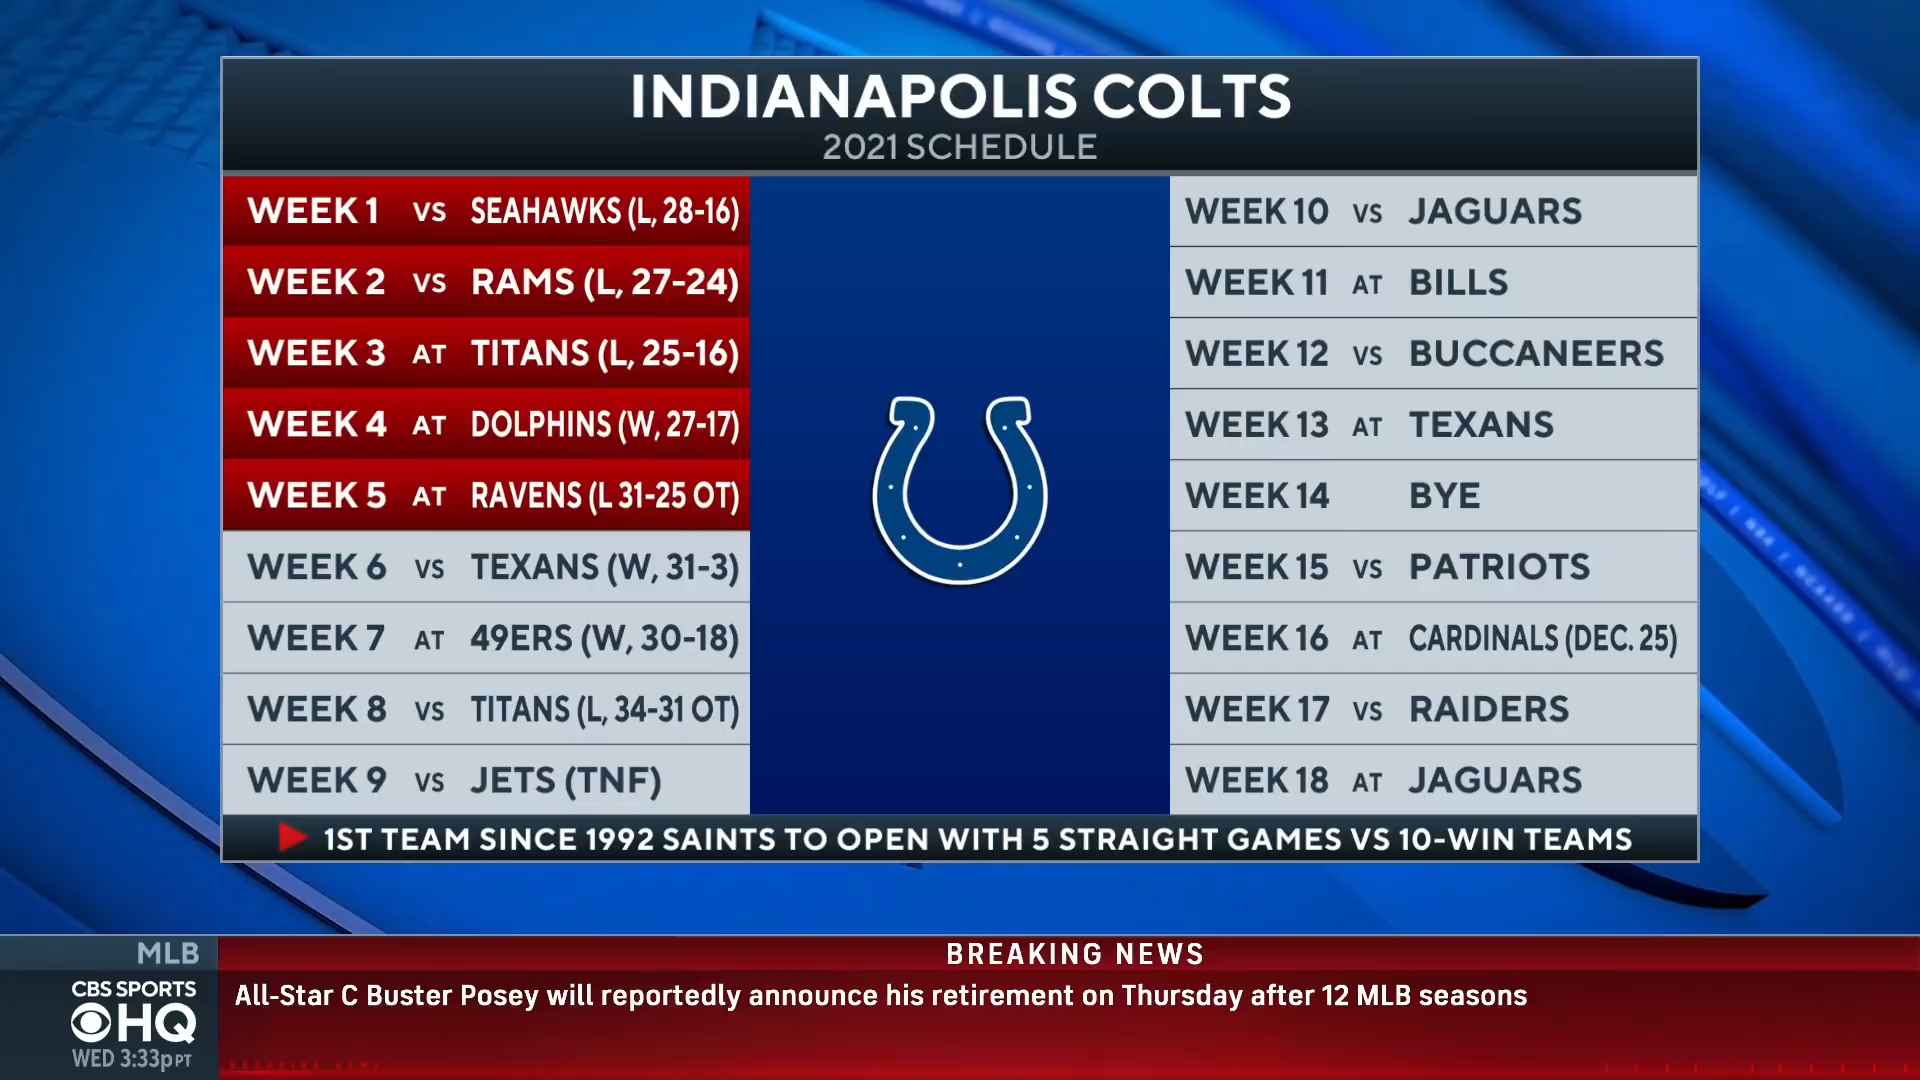 INDIANAPOLIS COLTS
2021 SCHEDULE
WEEK 1 VS SEAHAWKS (L, 28-16)
WEEK 2 VS RAMS (L, 27-24)
WEEK 3 AT TITANS (L, 25-16)
WEEK 4 AT DOLPHINS (W, 27-17)
WEEK 5 AT RAVENS (L 31-25 OT)
WEEK 6 VS TEXANS (W, 31-3)
WEEK 7 AT 49ERS (W, 30-18)
WEEK 8 VS TITANS (L, 34-31 OT)
WEEK 9 VS JETS (TNF)
WEEK 10 VS JAGUARS
WEEK 11 AT BILLS
WEEK 12 VS BUCCANEERS
WEEK 13 AT TEXANS
WEEK 14 BYE
WEEK 15 VS PATRIOTS
WEEK 16 AT CARDINALS (DEC. 25)
WEEK 17 VS RAIDERS
WEEK 18 AT JAGUARS
1ST TEAM SINCE 1992 SAINTS TO OPEN WITH 5 STRAIGHT GAMES VS 10-WIN TEAMS
MLB
BREAKING NEWS
All-Star C Buster Posey will reportedly announce his retirement on Thursday after 12 MLB seasons
CBS SPORTS
HQ
WED 3:33p PT